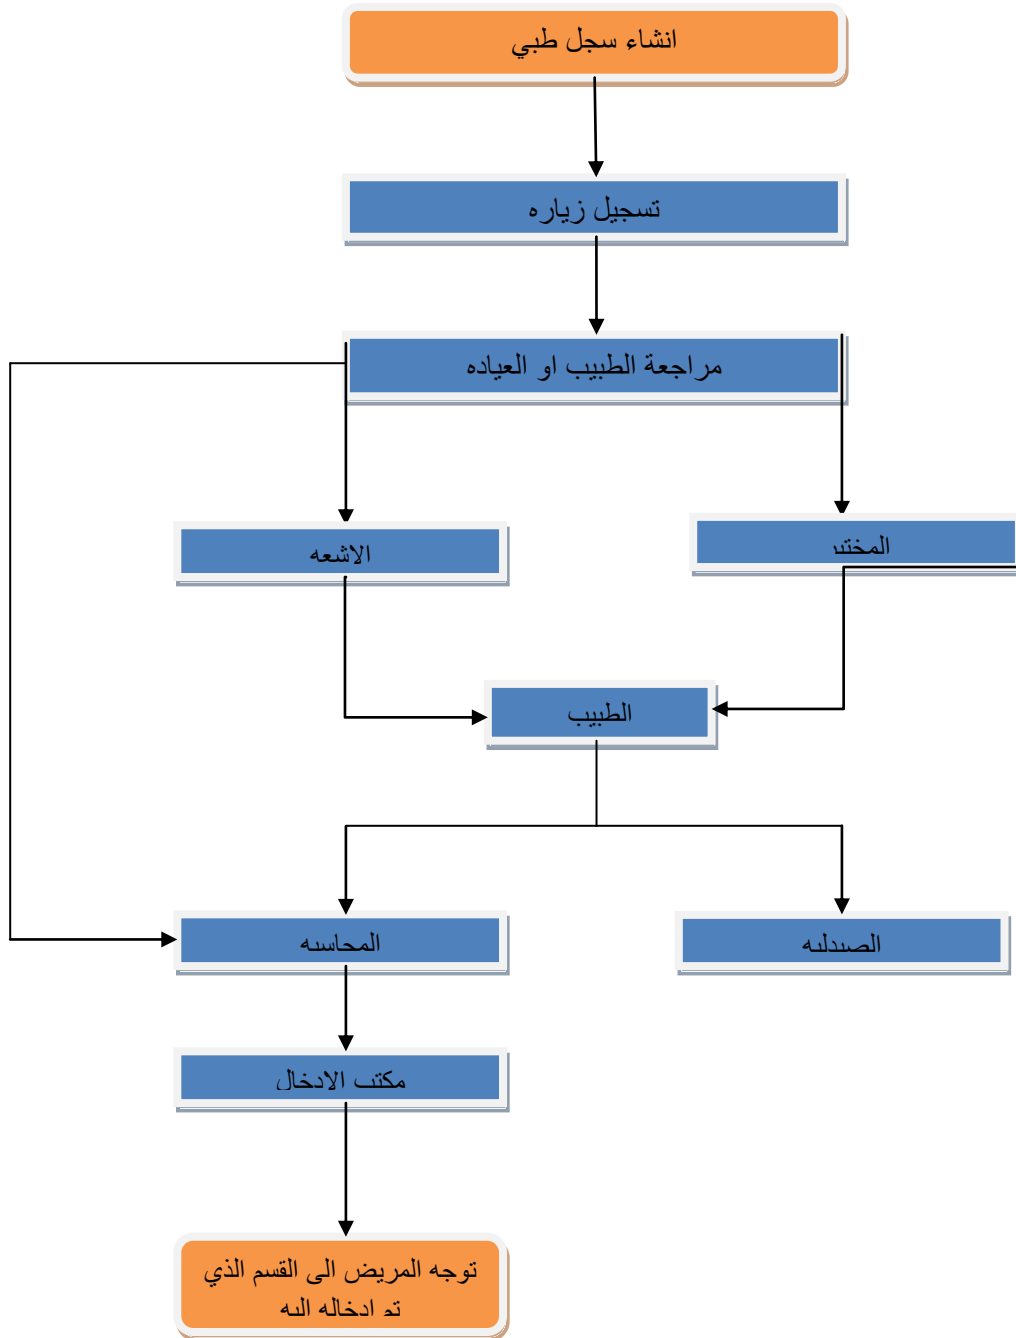 انشاء سجل طبي
تسجيل زياره
مراجعة الطبيب او العياده
المختبر
الاشعه
الطبيب
الصيدليه
المحاسبه
مكتب الادخال
توجه المريض الى القسم الذي
تم ادخاله اليه